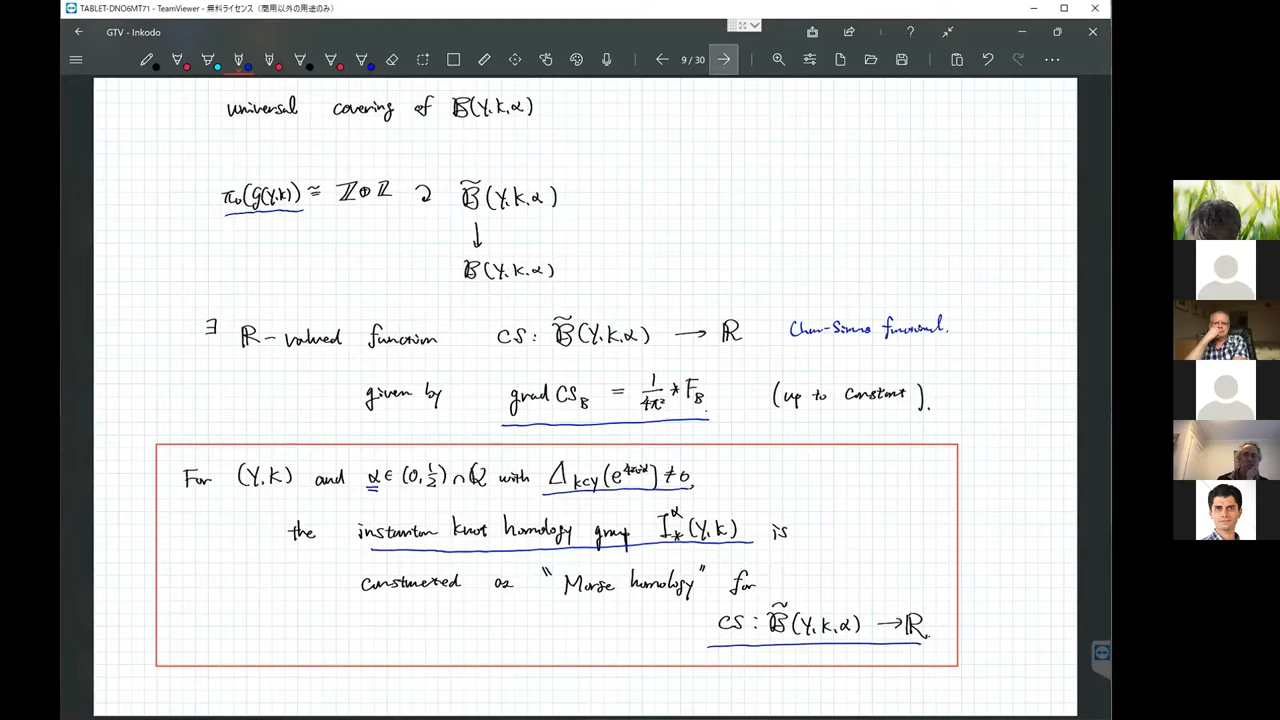 TABLET-DNO6MT71 - TeamViewer - 無料ライセンス (商用以外の用途のみ)
GTV - Inkodo
9 / 30
universal covering of 𝔹(Y,K,α)
π₀(G(Y,K)) ≅ ℤ⊕ℤ ⊃ 𝔹̃(Y,K,α)
↓
𝔹(Y,K,α)
∃ ℝ-valued function CS : 𝔹̃(Y,K,α) → ℝ Chern-Simons functional.
given by grad CS_B = 1/4π² * F_B (up to constant).
For (Y,K) and α ∈ (0,1/2)∩ℚ with Δ_{K⊂Y}(e^{4πiα}) ≠ 0,
the instanton knot homology group I^α_*(Y,K) is
constructed as "Morse homology" for
CS : 𝔹̃(Y,K,α) → ℝ.